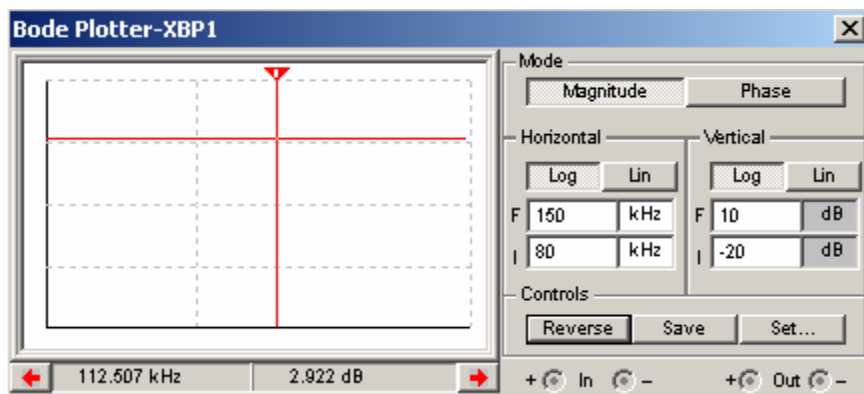 Bode Plotter-XBP1
Mode
Magnitude Phase
Horizontal Vertical
Log Lin Log Lin
F 150 kHz F 10 dB
I 80 kHz I -20 dB
Controls
Reverse Save Set...
112.507 kHz 2.922 dB
+ In - + Out -